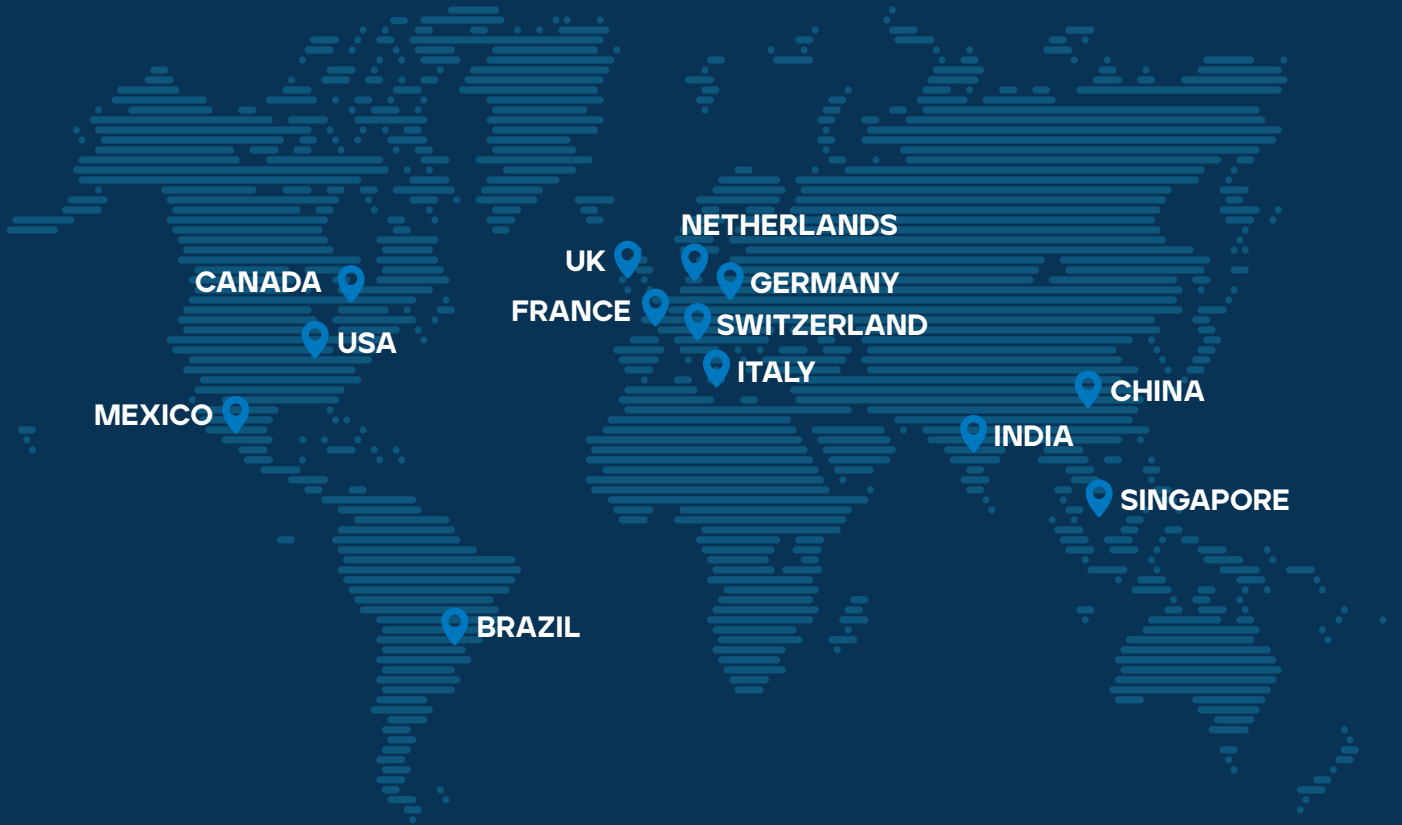 NETHERLANDS
UK
CANADA
GERMANY
FRANCE
SWITZERLAND
USA
ITALY
CHINA
MEXICO
INDIA
SINGAPORE
BRAZIL